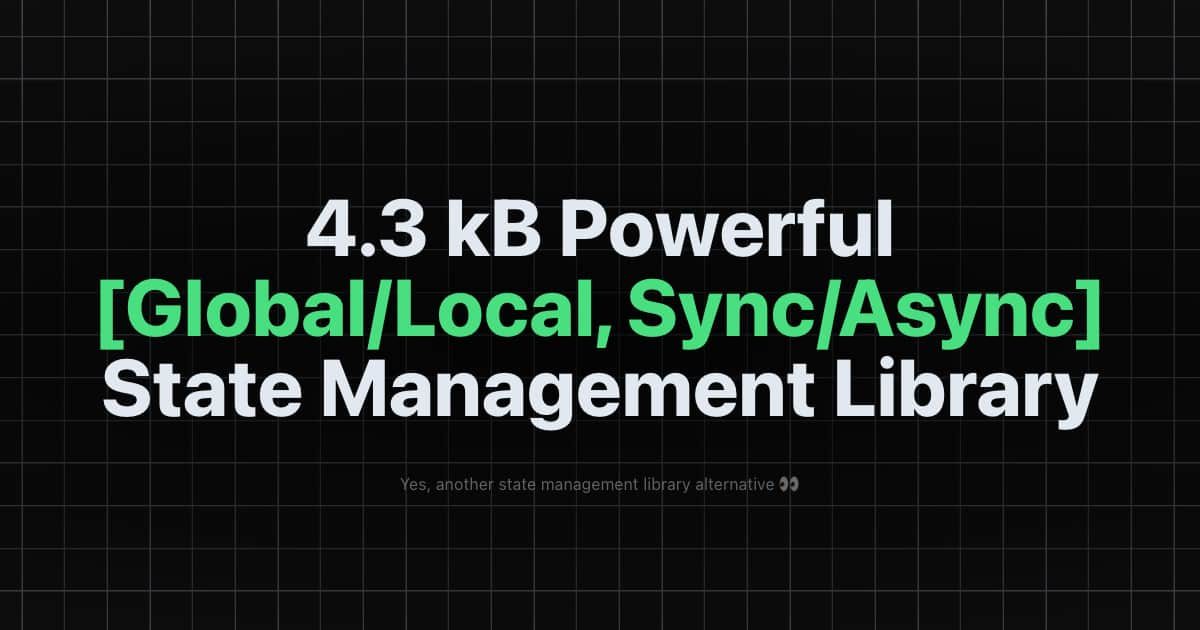 4.3 kB Powerful
[Global/Local, Sync/Async]
State Management Library
Yes, another state management library alternative 👀